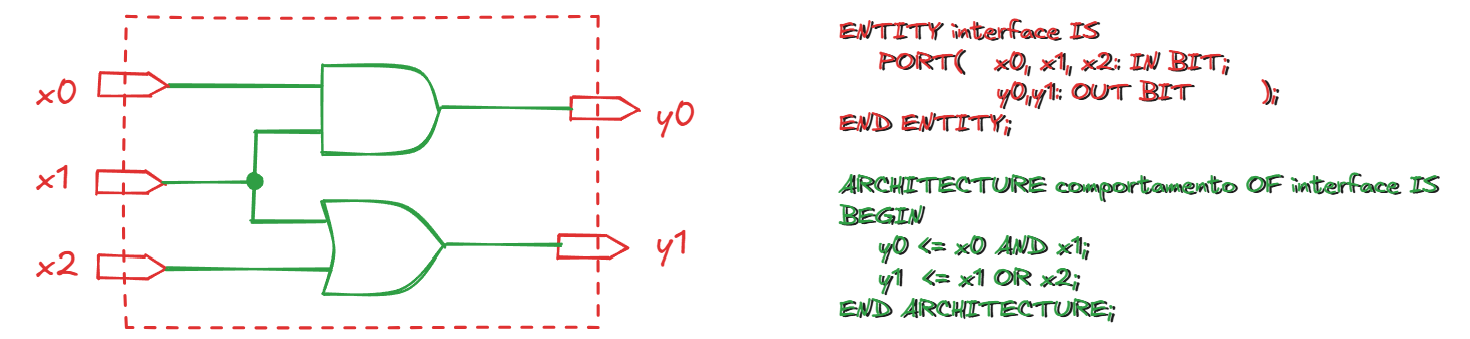 x0
x1
x2
y0
y1
ENTITY interface IS
PORT( x0, x1, x2: IN BIT;
y0,y1: OUT BIT );
END ENTITY;
ARCHITECTURE comportamento OF interface IS
BEGIN
y0 <= x0 AND x1;
y1 <= x1 OR x2;
END ARCHITECTURE;